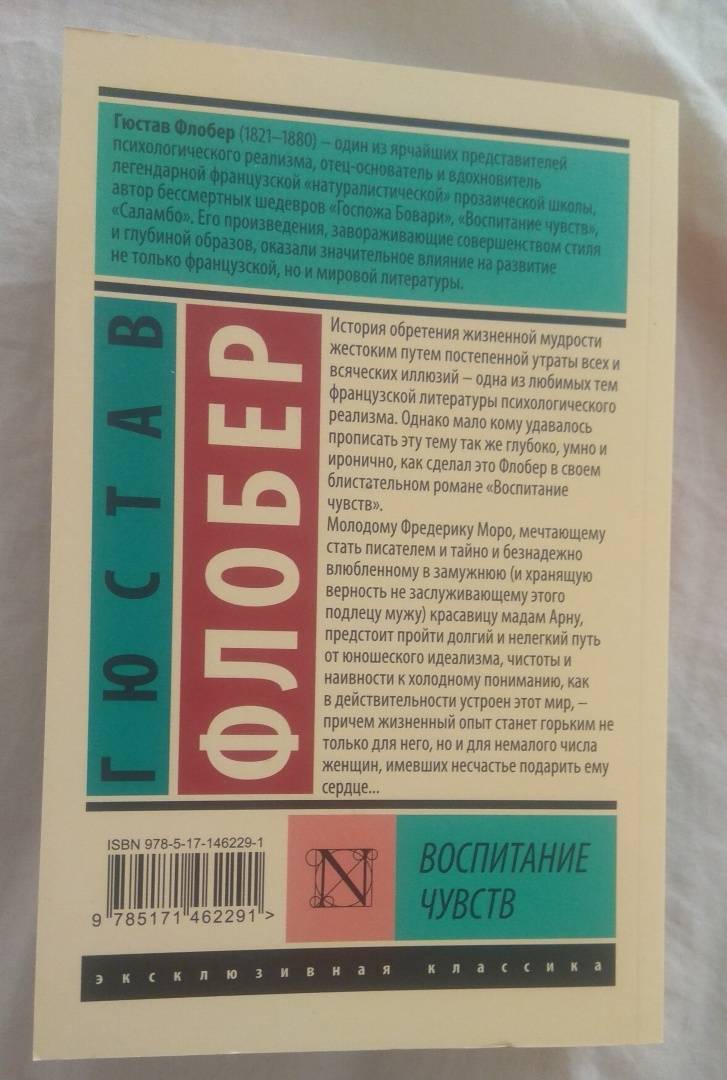 Гюстав Флобер (1821–1880) – один из ярчайших представителей
психологического реализма, отец-основатель и вдохновитель
легендарной французской «натуралистической» прозаической школы,
автор бессмертных шедевров «Госпожа Бовари», «Воспитание чувств»,
«Саламбо». Его произведения, завораживающие совершенством стиля
и глубиной образов, оказали значительное влияние на развитие
не только французской, но и мировой литературы.
ГЮСТАВ
ФЛОБЕР
История обретения жизненной мудрости
жестоким путем постепенной утраты всех и
всяческих иллюзий – одна из любимых тем
французской литературы психологического
реализма. Однако мало кому удавалось
прописать эту тему так же глубоко, умно и
иронично, как сделал это Флобер в своем
блистательном романе «Воспитание
чувств».
Молодому Фредерику Моро, мечтающему
стать писателем и тайно и безнадежно
влюбленному в замужнюю (и хранящую
верность не заслуживающему этого
подлецу мужу) красавицу мадам Арну,
предстоит пройти долгий и нелегкий путь
от юношеского идеализма, чистоты и
наивности к холодному пониманию, как
в действительности устроен этот мир, –
причем жизненный опыт станет горьким не
только для него, но и для немалого числа
женщин, имевших несчастье подарить ему
сердце...
ISBN 978-5-17-146229-1
9 785171 462291 >
N
ВОСПИТАНИЕ
ЧУВСТВ
эксклюзивная классика